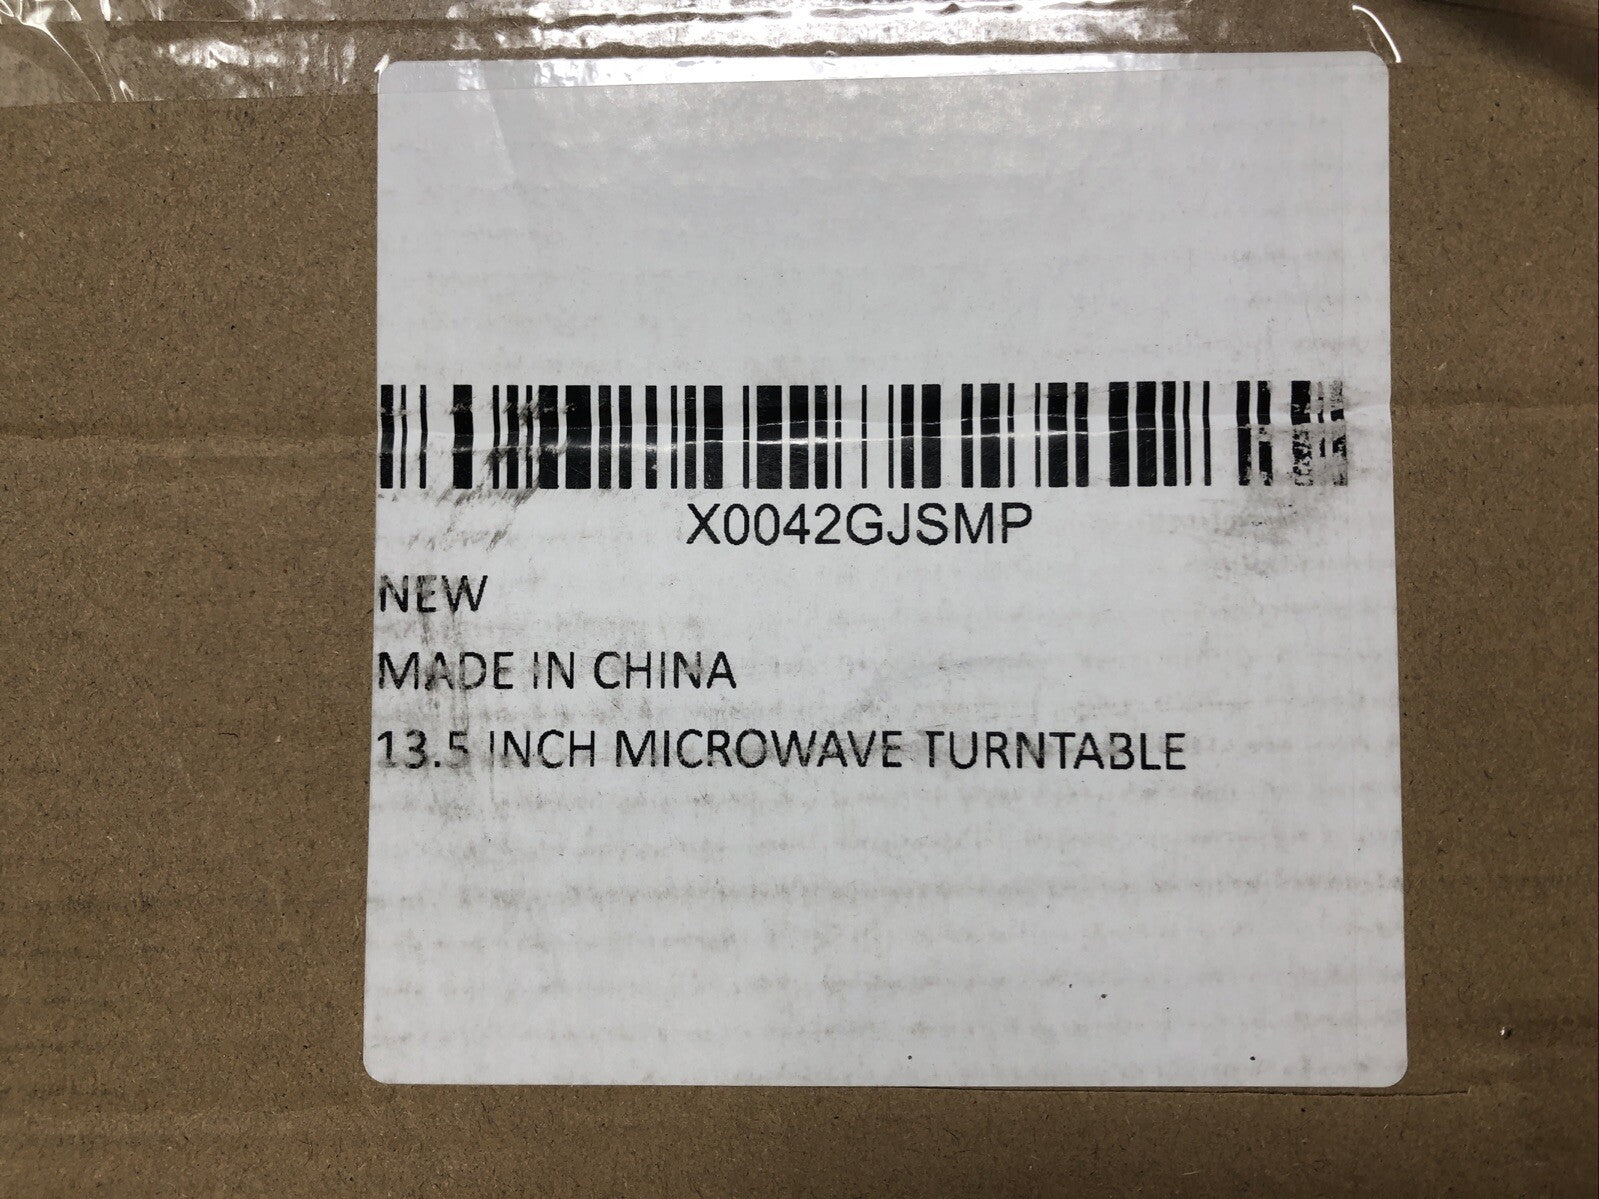 X0042GJSMP
NEW
MADE IN CHINA
13.5 INCH MICROWAVE TURNTABLE